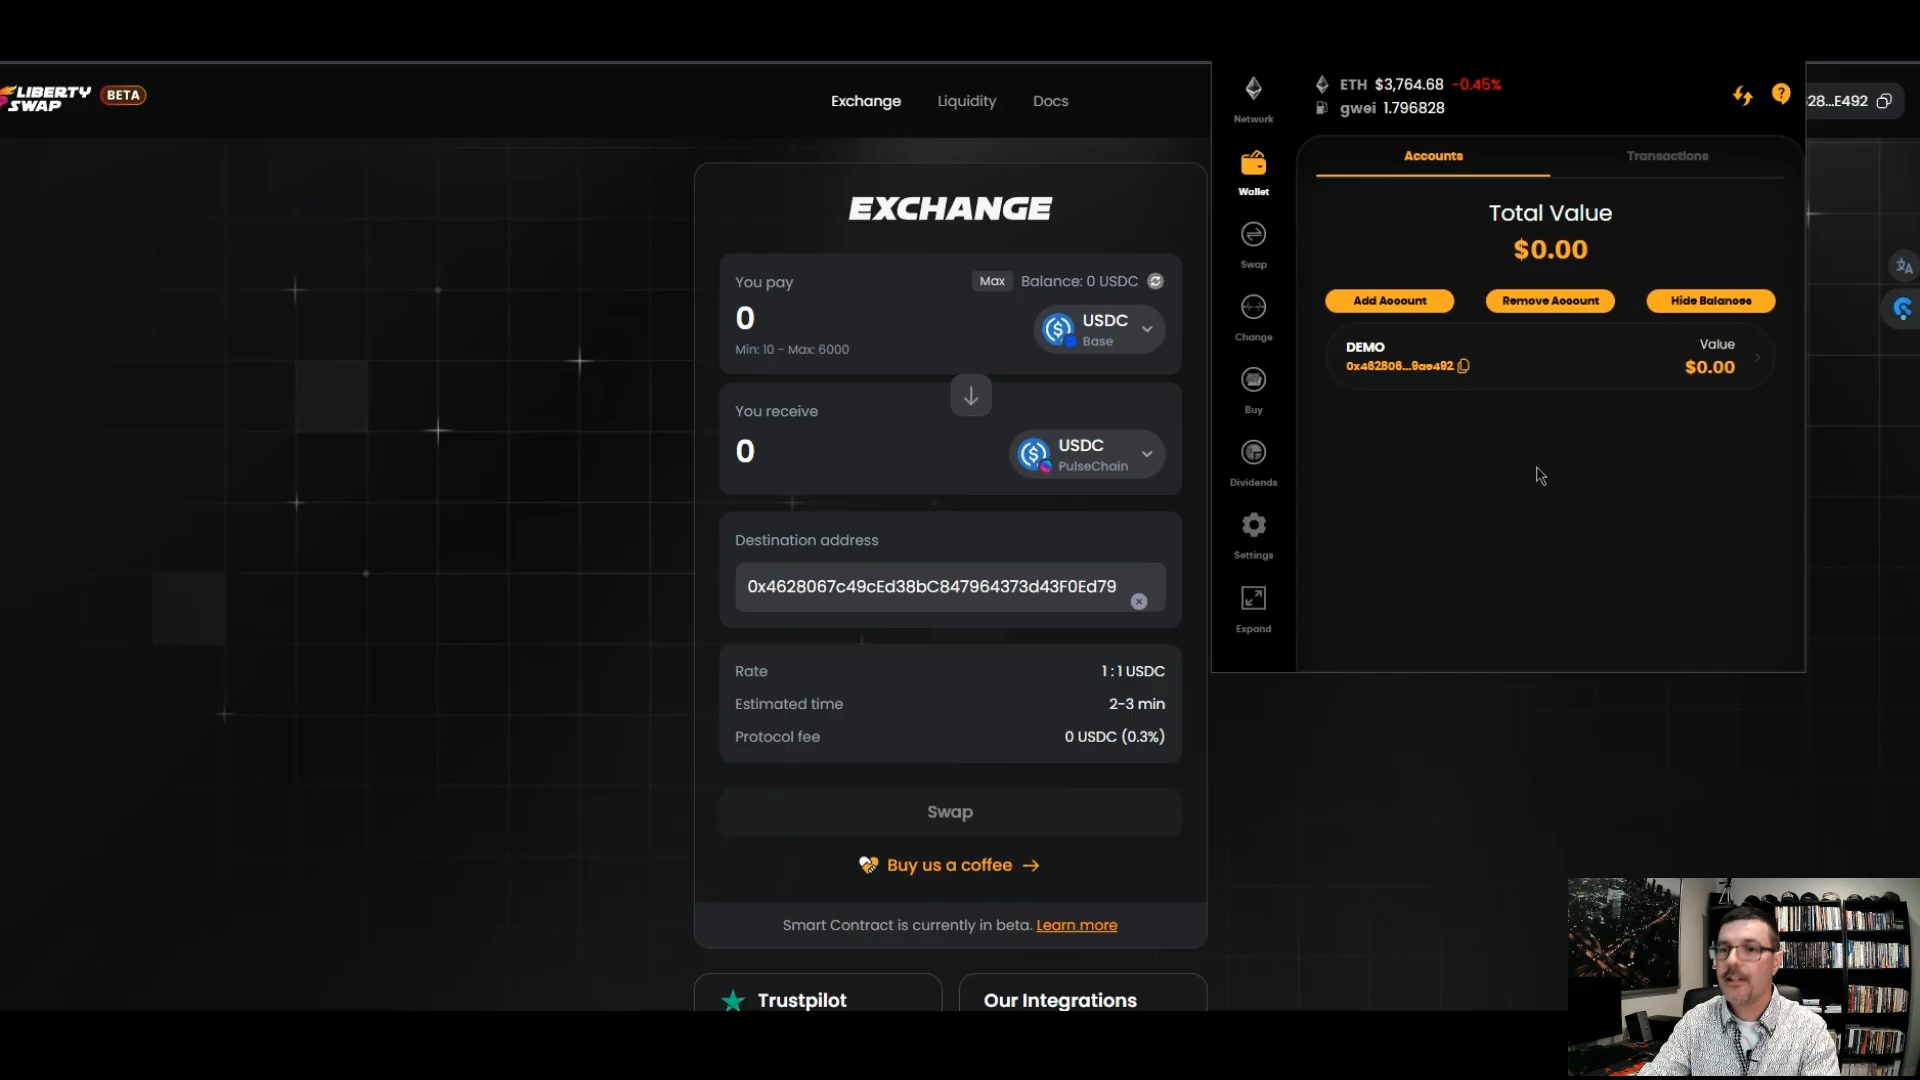 LIBERTY
SWAP
BETA
Exchange
Liquidity
Docs
28...E492
EXCHANGE
You pay
Max
Balance: 0 USDC
0
USDC
Base
Min: 10 - Max: 6000
You receive
0
USDC
PulseChain
Destination address
0x4628067c49cEd38bC847964373d43F0Ed79
Rate
1 : 1 USDC
Estimated time
2-3 min
Protocol fee
0 USDC (0.3%)
Swap
Buy us a coffee →
Smart Contract is currently in beta. Learn more
Trustpilot
Our Integrations
Network
Wallet
Swap
Change
Buy
Dividends
Settings
Expand
ETH $3,764.68 -0.45%
gwei 1.796828
?
Accounts
Transactions
Total Value
$0.00
Add Account
Remove Account
Hide Balances
DEMO
0x462806...9ae492
Value
$0.00